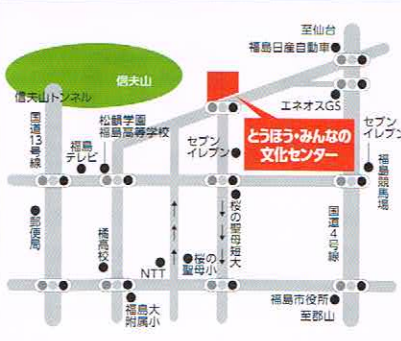 至仙台
福島日産自動車
信夫山
信夫山トンネル
エネオスGS
国道13号線
松韻学園
福島高等学校
とうほう・みんなの
文化センター
セブン
イレブン
セブン
イレブン
福島
テレビ
福島競馬場
桜の聖母短大
郵便局
橘高校
国道4号線
桜の
聖母小
NTT
福島大
附属小
福島市役所
至郡山